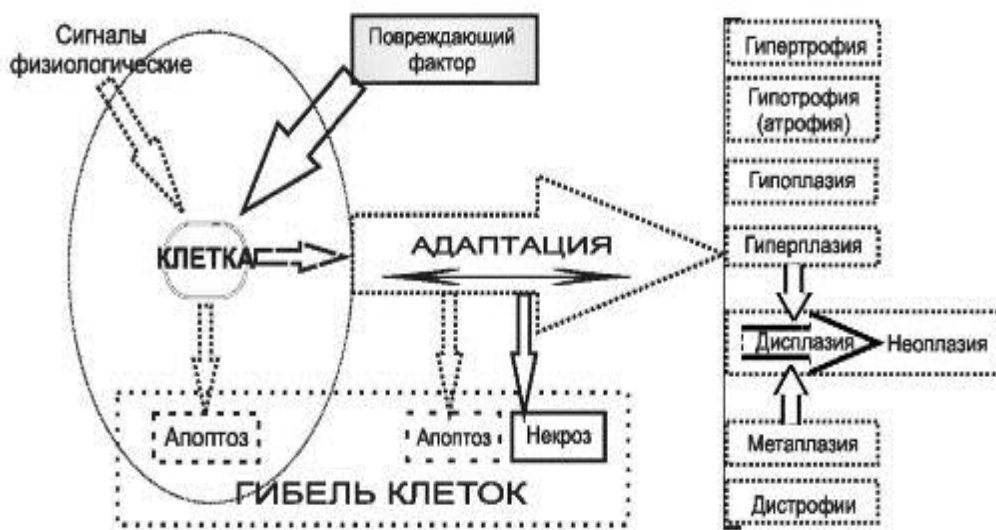 Сигналы
физиологические
Повреждающий
фактор
КЛЕТКА
АДАПТАЦИЯ
Апоптоз
Апоптоз
Некроз
ГИБЕЛЬ КЛЕТОК
Гипертрофия
Гипотрофия
(атрофия)
Гипоплазия
Гиперплазия
Дисплазия
Неоплазия
Метаплазия
Дистрофии